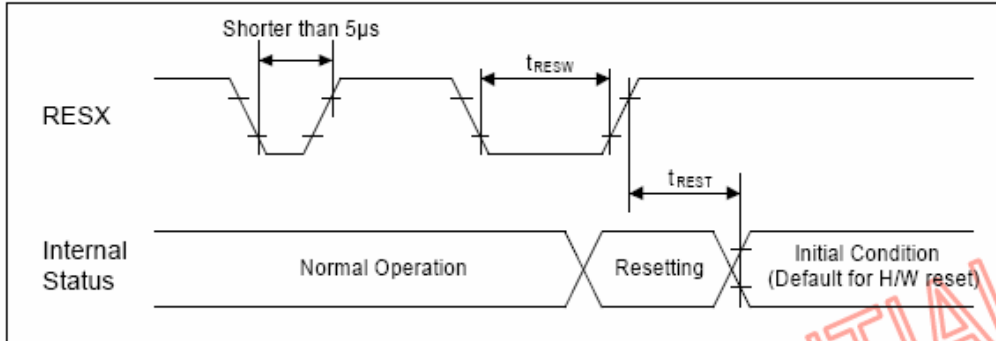 Shorter than 5µs
tRESW
RESX
tREST
Internal
Status
Normal Operation
Resetting
Initial Condition
(Default for H/W reset)